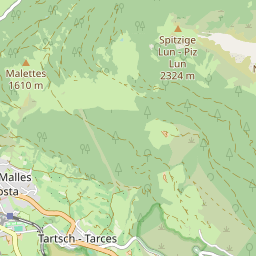 Spitzige
Lun - Piz
Lun
2324 m
Malettes
1610 m
Malles
osta
Tartsch - Tarces